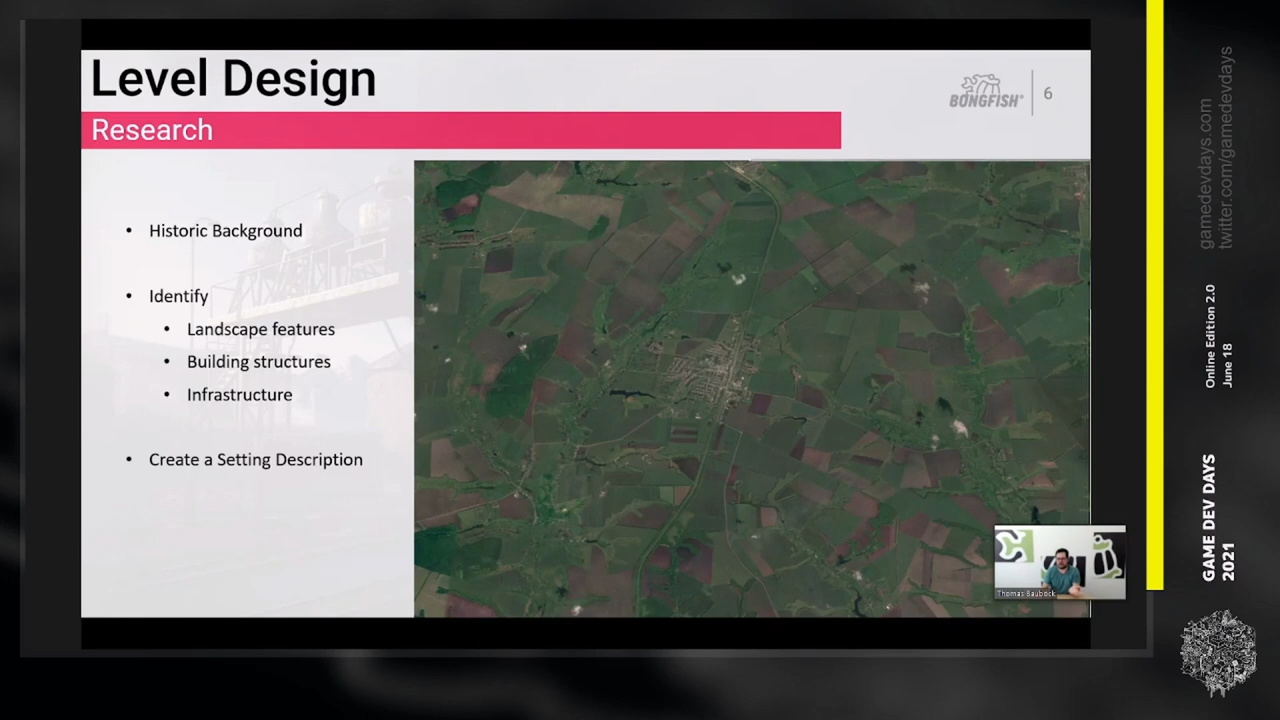 Level Design
BONGFISH®
6
Research
• Historic Background
• Identify
• Landscape features
• Building structures
• Infrastructure
• Create a Setting Description
Thomas Bauböck
gamedevdays.com
twitter.com/gamedevdays
Online Edition 2.0
June 18
GAME DEV DAYS
2021